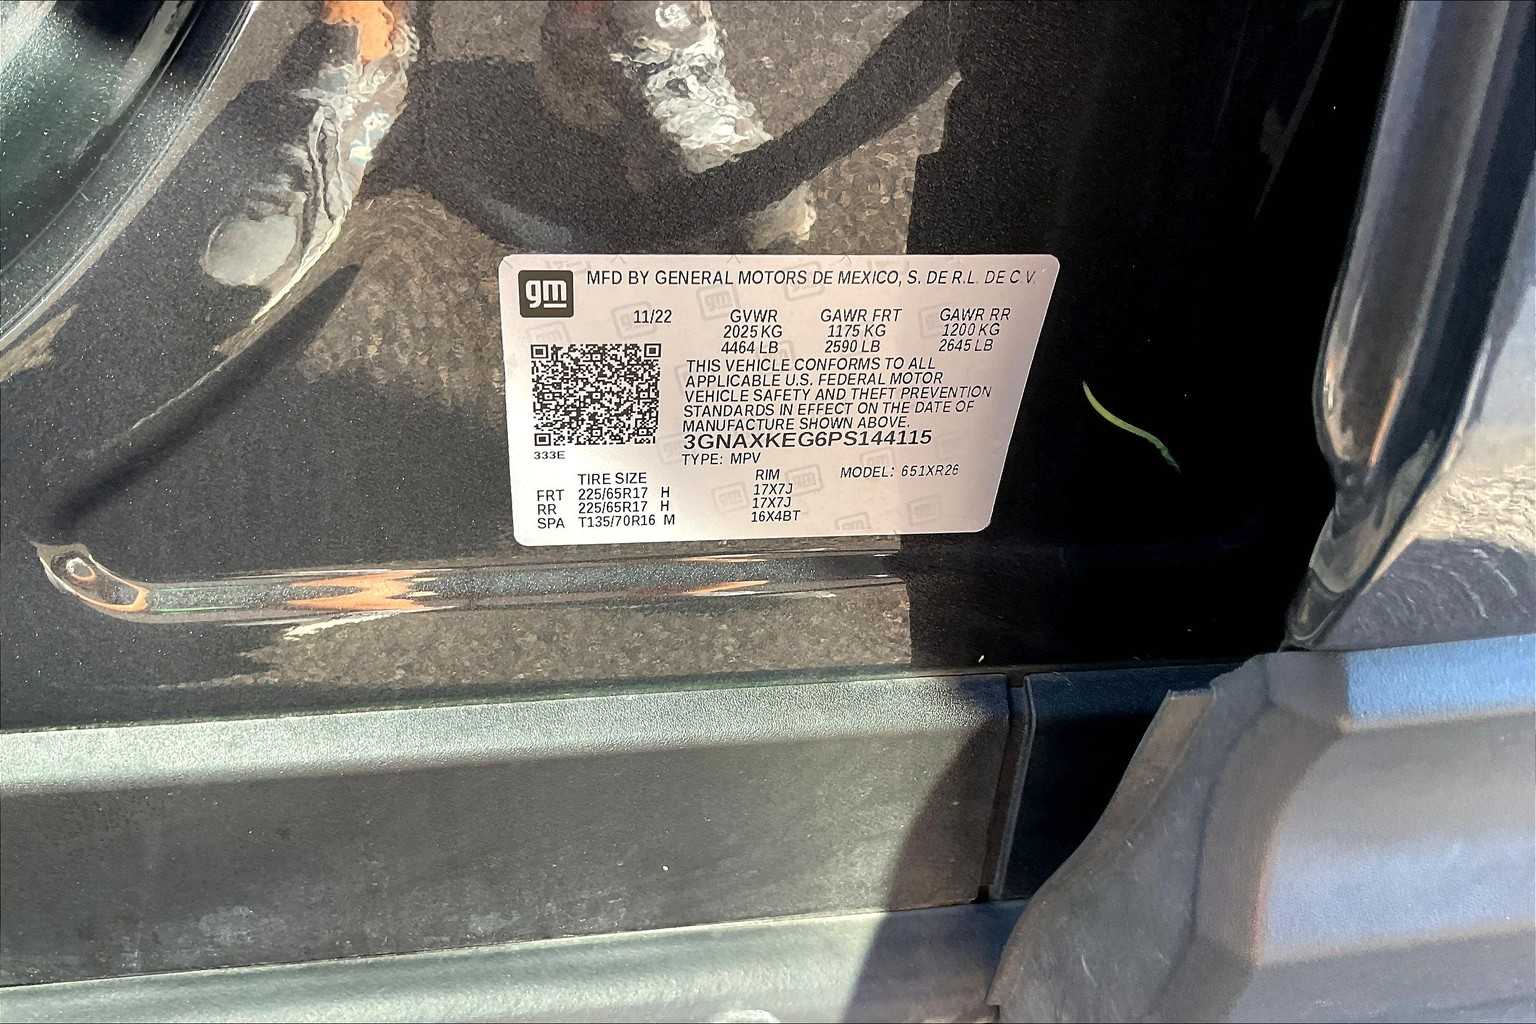 gm MFD BY GENERAL MOTORS DE MEXICO, S. DE R.L. DE C.V.
11/22 GVWR GAWR FRT GAWR RR
2025 KG 1175 KG 1200 KG
4464 LB 2590 LB 2645 LB
THIS VEHICLE CONFORMS TO ALL
APPLICABLE U.S. FEDERAL MOTOR
VEHICLE SAFETY AND THEFT PREVENTION
STANDARDS IN EFFECT ON THE DATE OF
MANUFACTURE SHOWN ABOVE.
3GNAXKEG6PS144115
333E
TYPE: MPV
TIRE SIZE RIM MODEL: 651XR26
FRT 225/65R17 H 17X7J
RR 225/65R17 H 17X7J
SPA T135/70R16 M 16X4BT